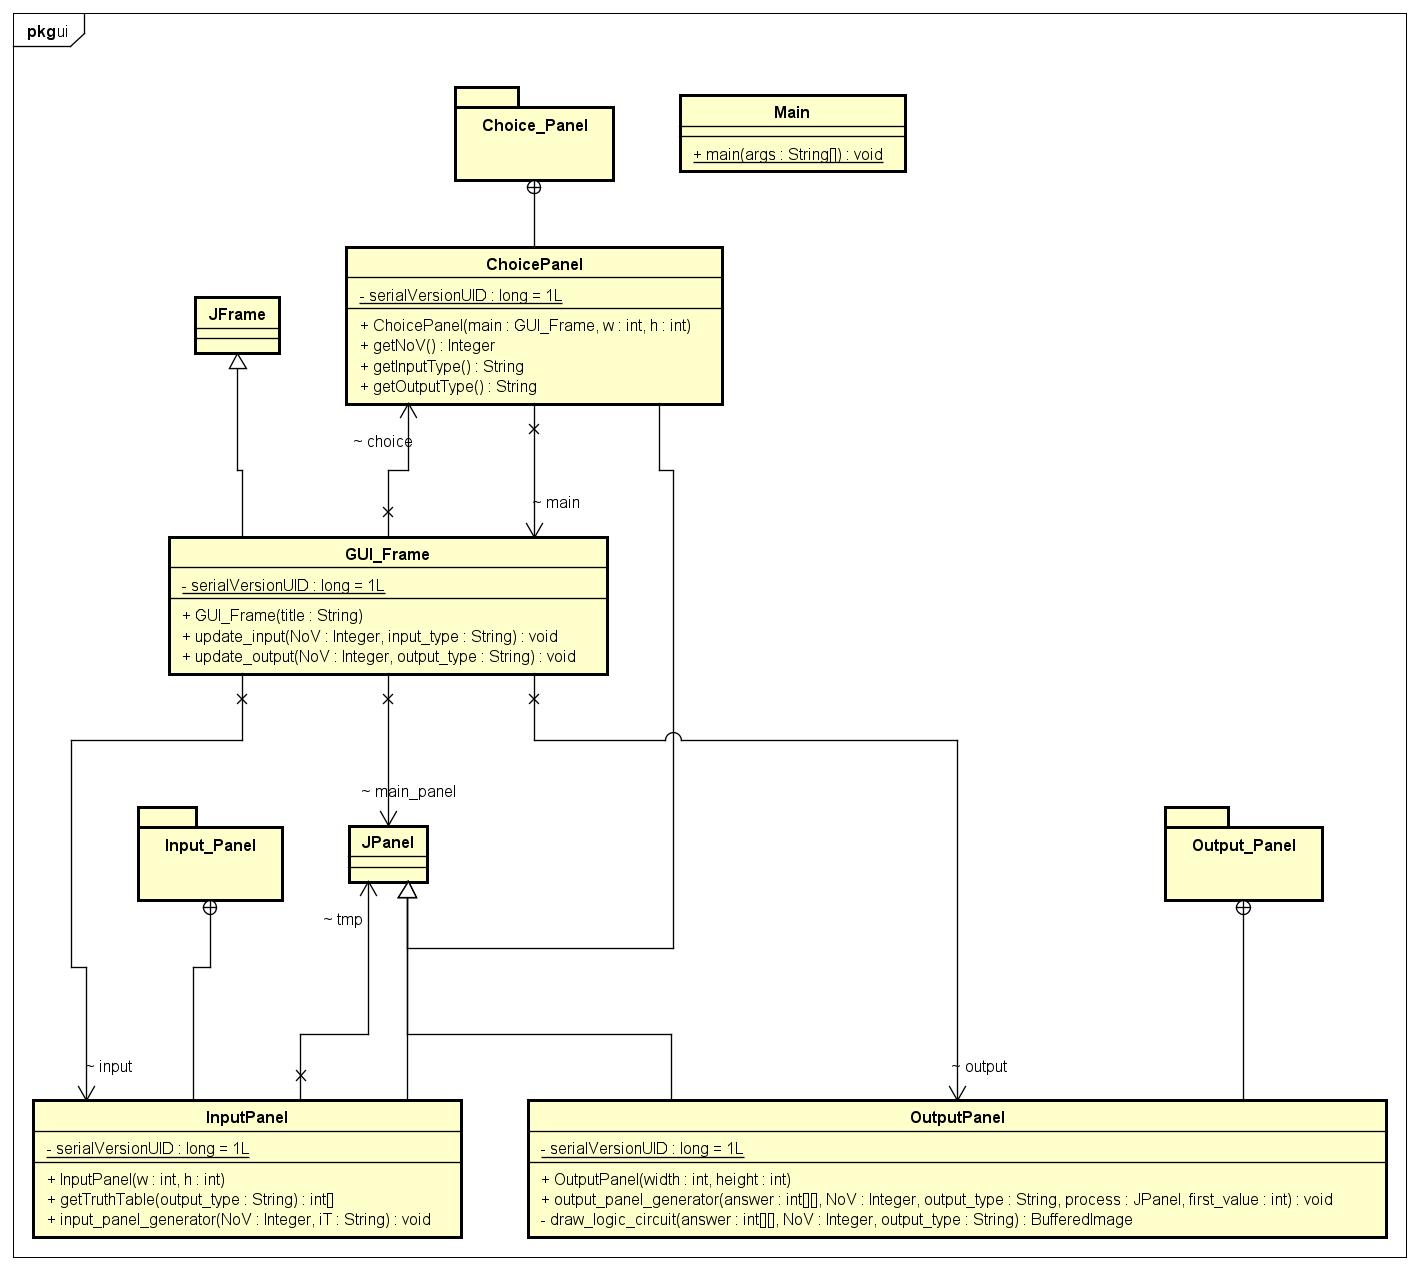 pkgui
Choice_Panel
Main
+ main(args : String[]) : void
ChoicePanel
- serialVersionUID : long = 1L
+ ChoicePanel(main : GUI_Frame, w : int, h : int)
+ getNoV() : Integer
+ getInputType() : String
+ getOutputType() : String
JFrame
~ choice
~ main
GUI_Frame
- serialVersionUID : long = 1L
+ GUI_Frame(title : String)
+ update_input(NoV : Integer, input_type : String) : void
+ update_output(NoV : Integer, output_type : String) : void
~ main_panel
Input_Panel
JPanel
Output_Panel
~ tmp
~ input
~ output
InputPanel
- serialVersionUID : long = 1L
+ InputPanel(w : int, h : int)
+ getTruthTable(output_type : String) : int[]
+ input_panel_generator(NoV : Integer, iT : String) : void
OutputPanel
- serialVersionUID : long = 1L
+ OutputPanel(width : int, height : int)
+ output_panel_generator(answer : int[][], NoV : Integer, output_type : String, process : JPanel, first_value : int) : void
- draw_logic_circuit(answer : int[][], NoV : Integer, output_type : String) : BufferedImage